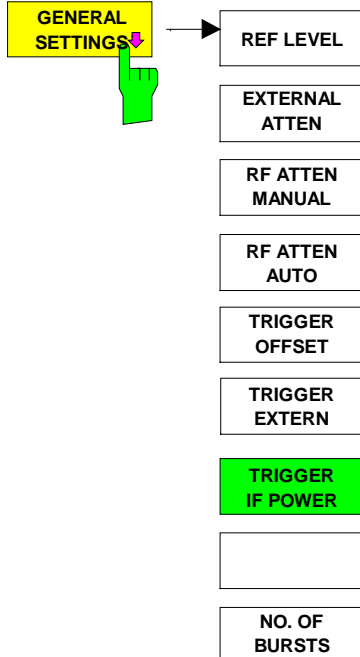 GENERAL
SETTINGS
REF LEVEL
EXTERNAL
ATTEN
RF ATTEN
MANUAL
RF ATTEN
AUTO
TRIGGER
OFFSET
TRIGGER
EXTERN
TRIGGER
IF POWER
NO. OF
BURSTS